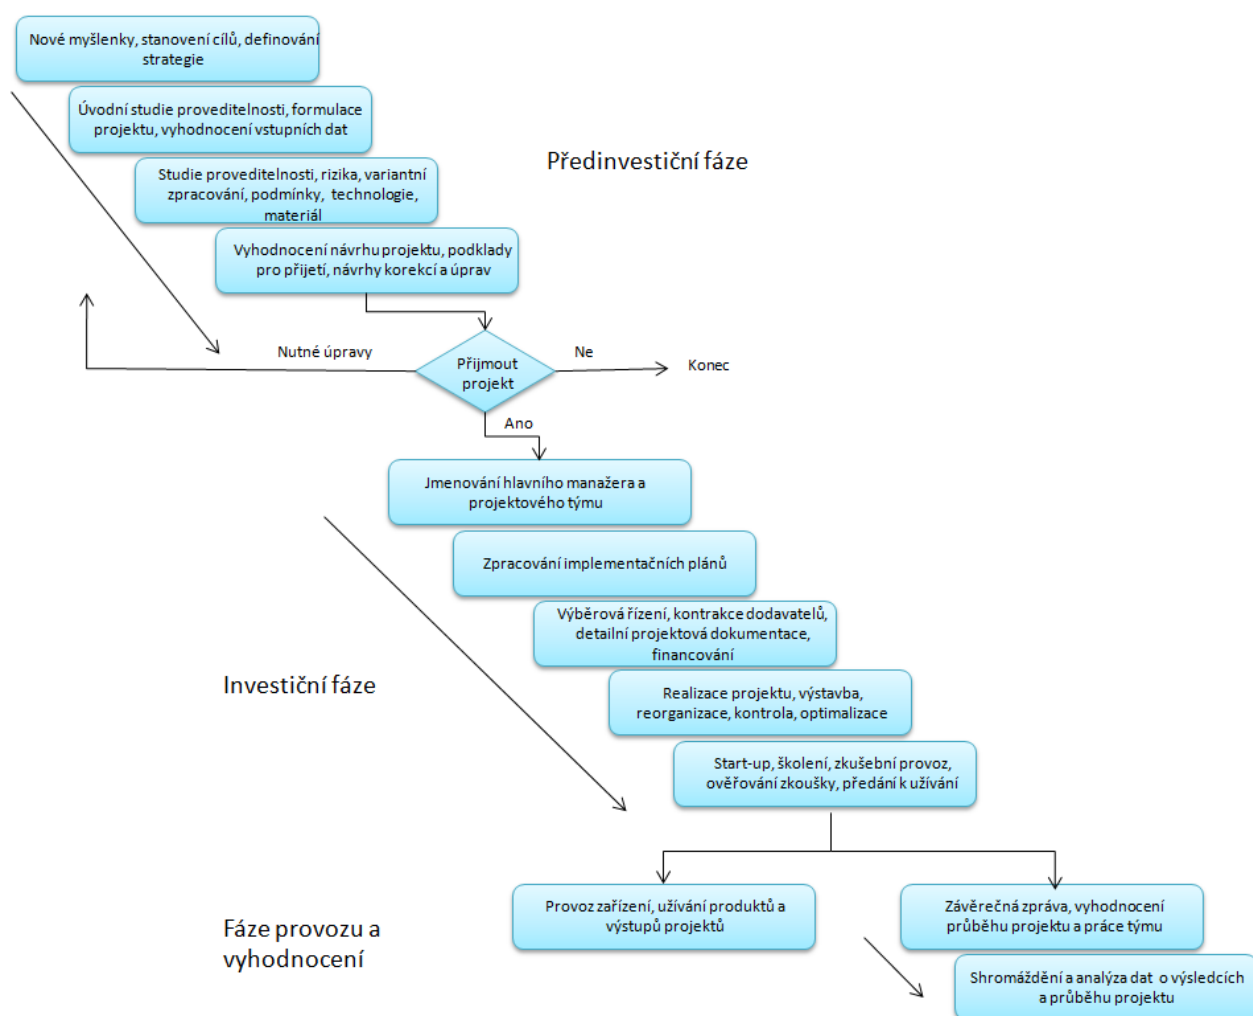 Nové myšlenky, stanovení cílů, definování
strategie
Úvodní studie proveditelnosti, formulace
projektu, vyhodnocení vstupních dat
Předinvestiční fáze
Studie proveditelnosti, rizika, variantní
zpracování, podmínky, technologie,
materiál
Vyhodnocení návrhu projektu, podklady
pro přijetí, návrhy korekcí a úprav
Nutné úpravy
Přijmout
projekt
Ne
Konec
Ano
Jmenování hlavního manažera a
projektového týmu
Zpracování implementačních plánů
Výběrová řízení, kontrakce dodavatelů,
detailní projektová dokumentace,
financování
Investiční fáze
Realizace projektu, výstavba,
reorganizace, kontrola, optimalizace
Start-up, školení, zkušební provoz,
ověřování zkoušky, předání k užívání
Fáze provozu a
vyhodnocení
Provoz zařízení, užívání produktů a
výstupů projektů
Závěrečná zpráva, vyhodnocení
průběhu projektu a práce týmu
Shromáždění a analýza dat o výsledcích
a průběhu projektu